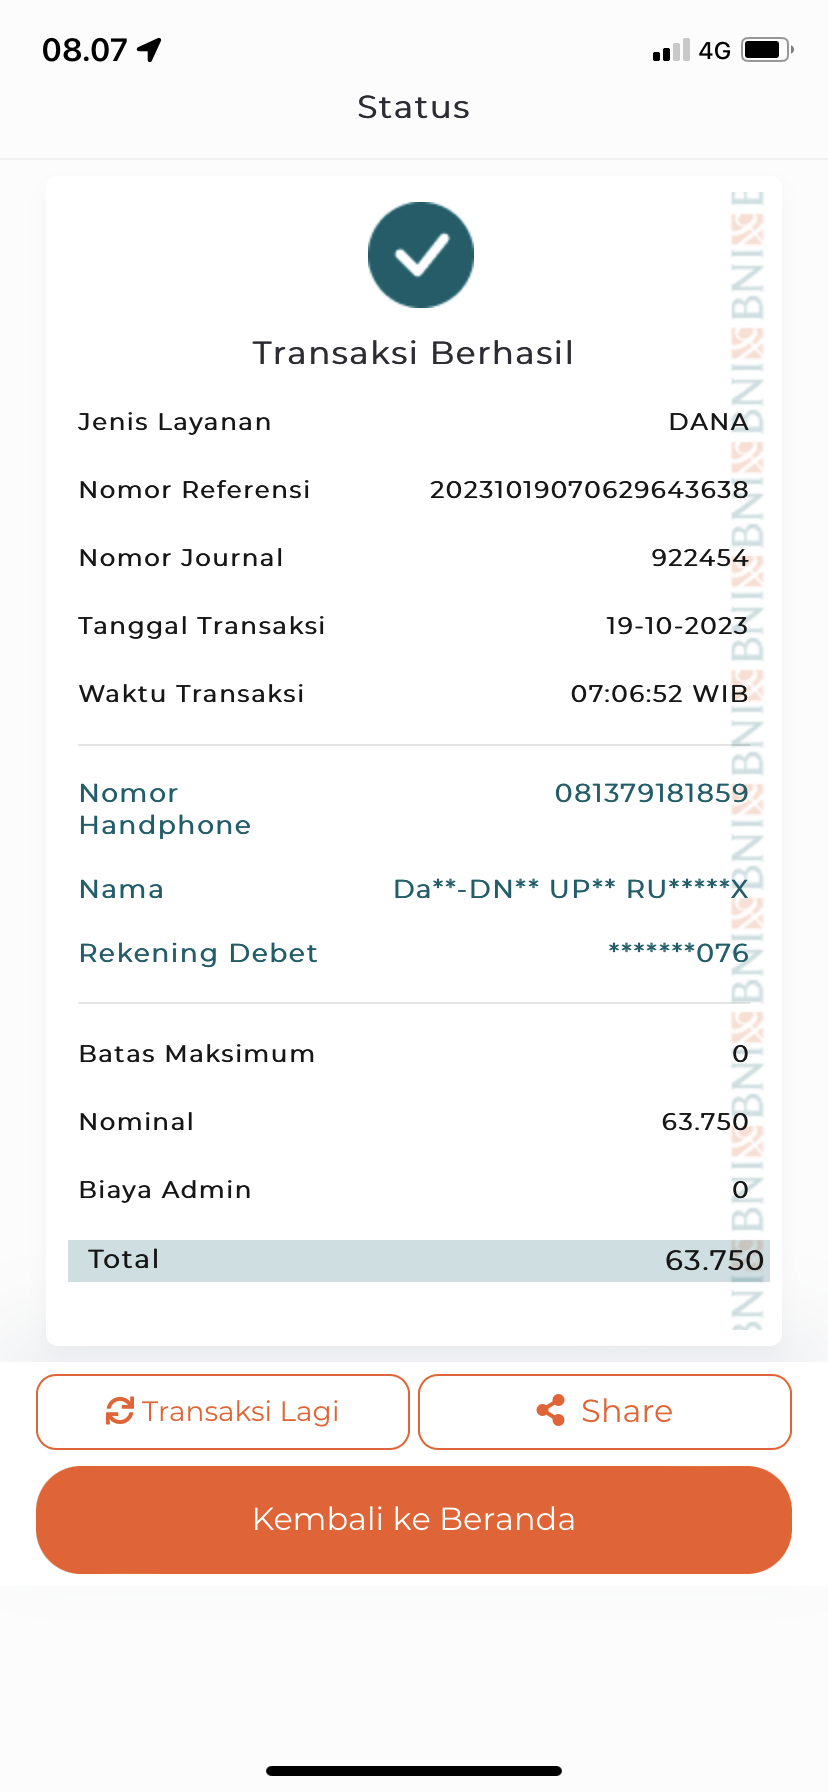 08.07
4G
Status
Transaksi Berhasil
Jenis Layanan DANA
Nomor Referensi 20231019070629643638
Nomor Journal 922454
Tanggal Transaksi 19-10-2023
Waktu Transaksi 07:06:52 WIB
Nomor Handphone 081379181859
Nama Da**-DN** UP** RU*****X
Rekening Debet *******076
Batas Maksimum 0
Nominal 63.750
Biaya Admin 0
Total 63.750
BNI BNI BNI BNI BNI BNI BNI BNI BNI
Transaksi Lagi
Share
Kembali ke Beranda